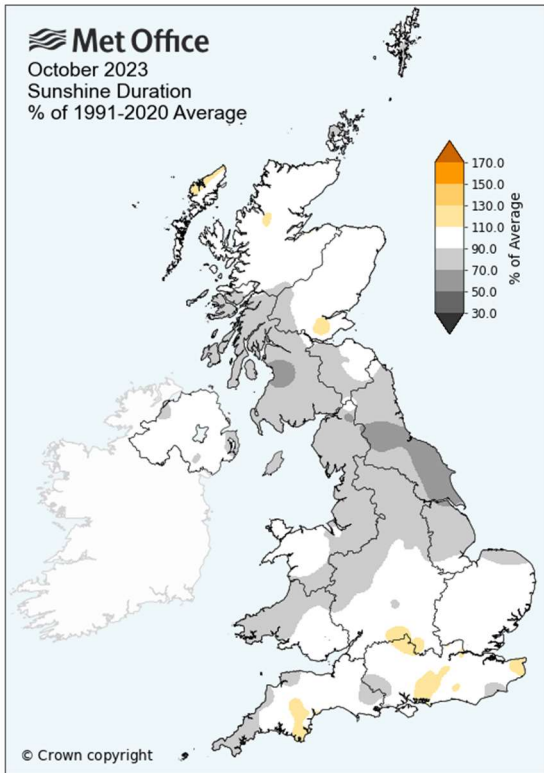 Met Office
October 2023
Sunshine Duration
% of 1991-2020 Average
170.0
150.0
130.0
110.0
90.0
70.0
50.0
30.0
% of Average
© Crown copyright